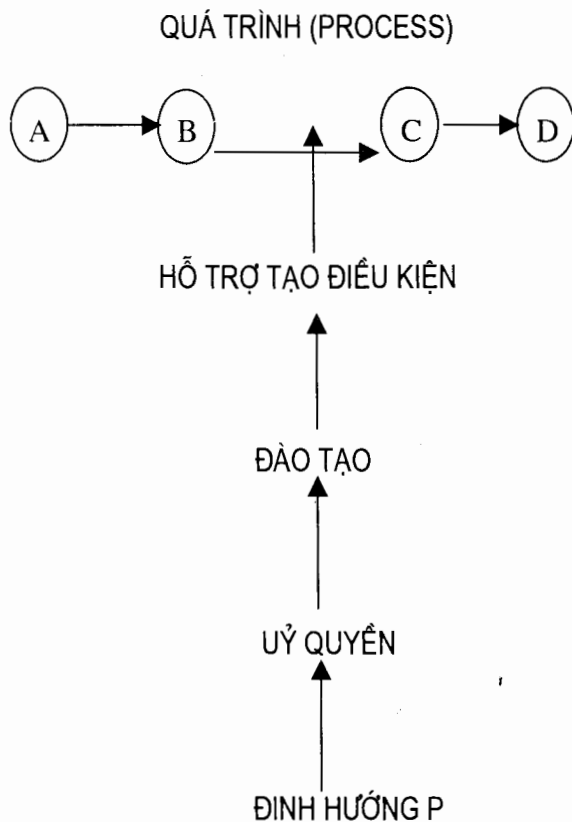 QUÁ TRÌNH (PROCESS)
A B C D
HỖ TRỢ TẠO ĐIỀU KIỆN
ĐÀO TẠO
UỶ QUYỀN
ĐINH HƯỚNG P